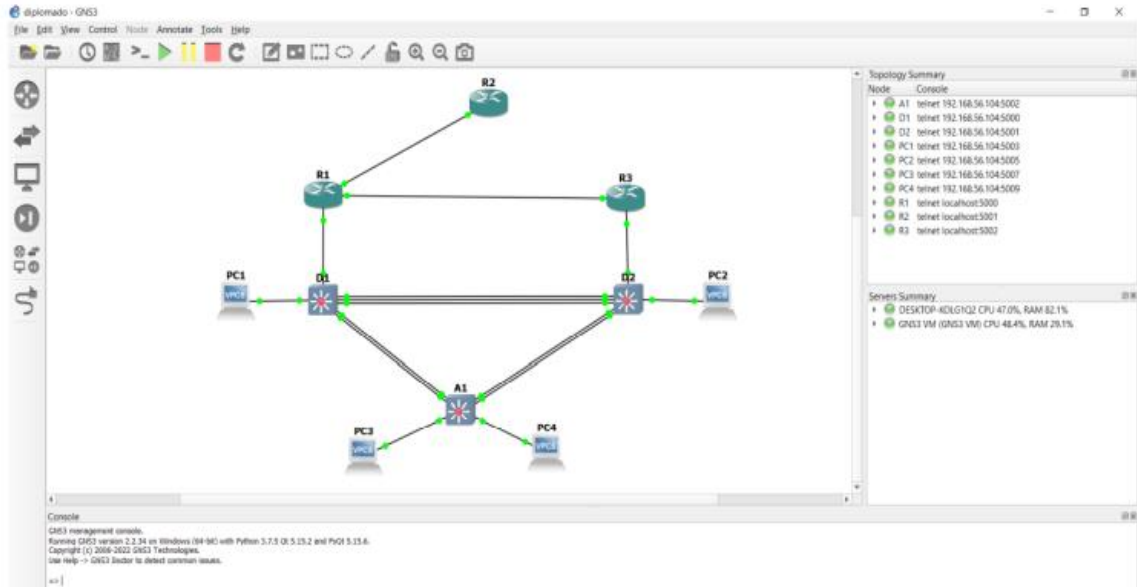 diplomado - GNS3
File Edit View Control Node Annotate Tools Help
R2
R1
R3
PC1
D1
D2
PC2
A1
PC3
PC4
Topology Summary
Node Console
A1 telnet 192.168.56.104:5002
D1 telnet 192.168.56.104:5000
D2 telnet 192.168.56.104:5001
PC1 telnet 192.168.56.104:5003
PC2 telnet 192.168.56.104:5005
PC3 telnet 192.168.56.104:5007
PC4 telnet 192.168.56.104:5009
R1 telnet localhost:5000
R2 telnet localhost:5001
R3 telnet localhost:5002
Servers Summary
DESKTOP-KDLG1Q2 CPU 47.0%, RAM 82.1%
GNS3 VM (GNS3 VM) CPU 48.4%, RAM 29.1%
Console
GNS3 management console.
Running GNS3 version 2.2.34 on Windows (64-bit) with Python 3.7.5 Qt 5.15.2 and PyQt 5.15.6.
Copyright (c) 2006-2022 GNS3 Technologies.
Use Help -> GNS3 Doctor to detect common issues.
=>